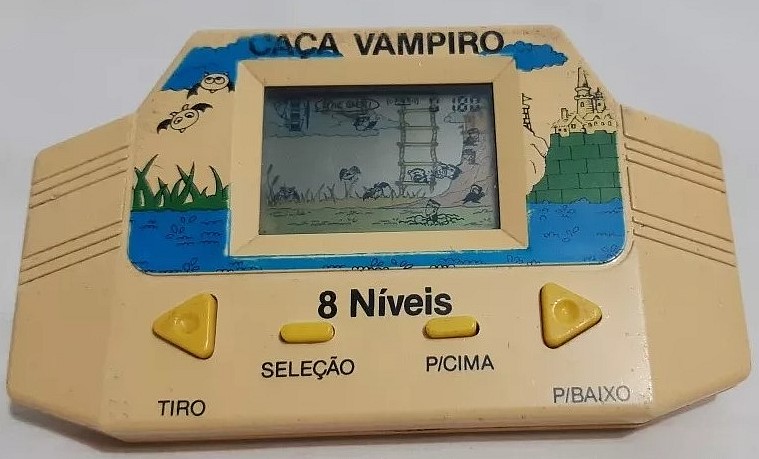 CAÇA VAMPIRO
8 Níveis
SELEÇÃO
P/CIMA
TIRO
P/BAIXO